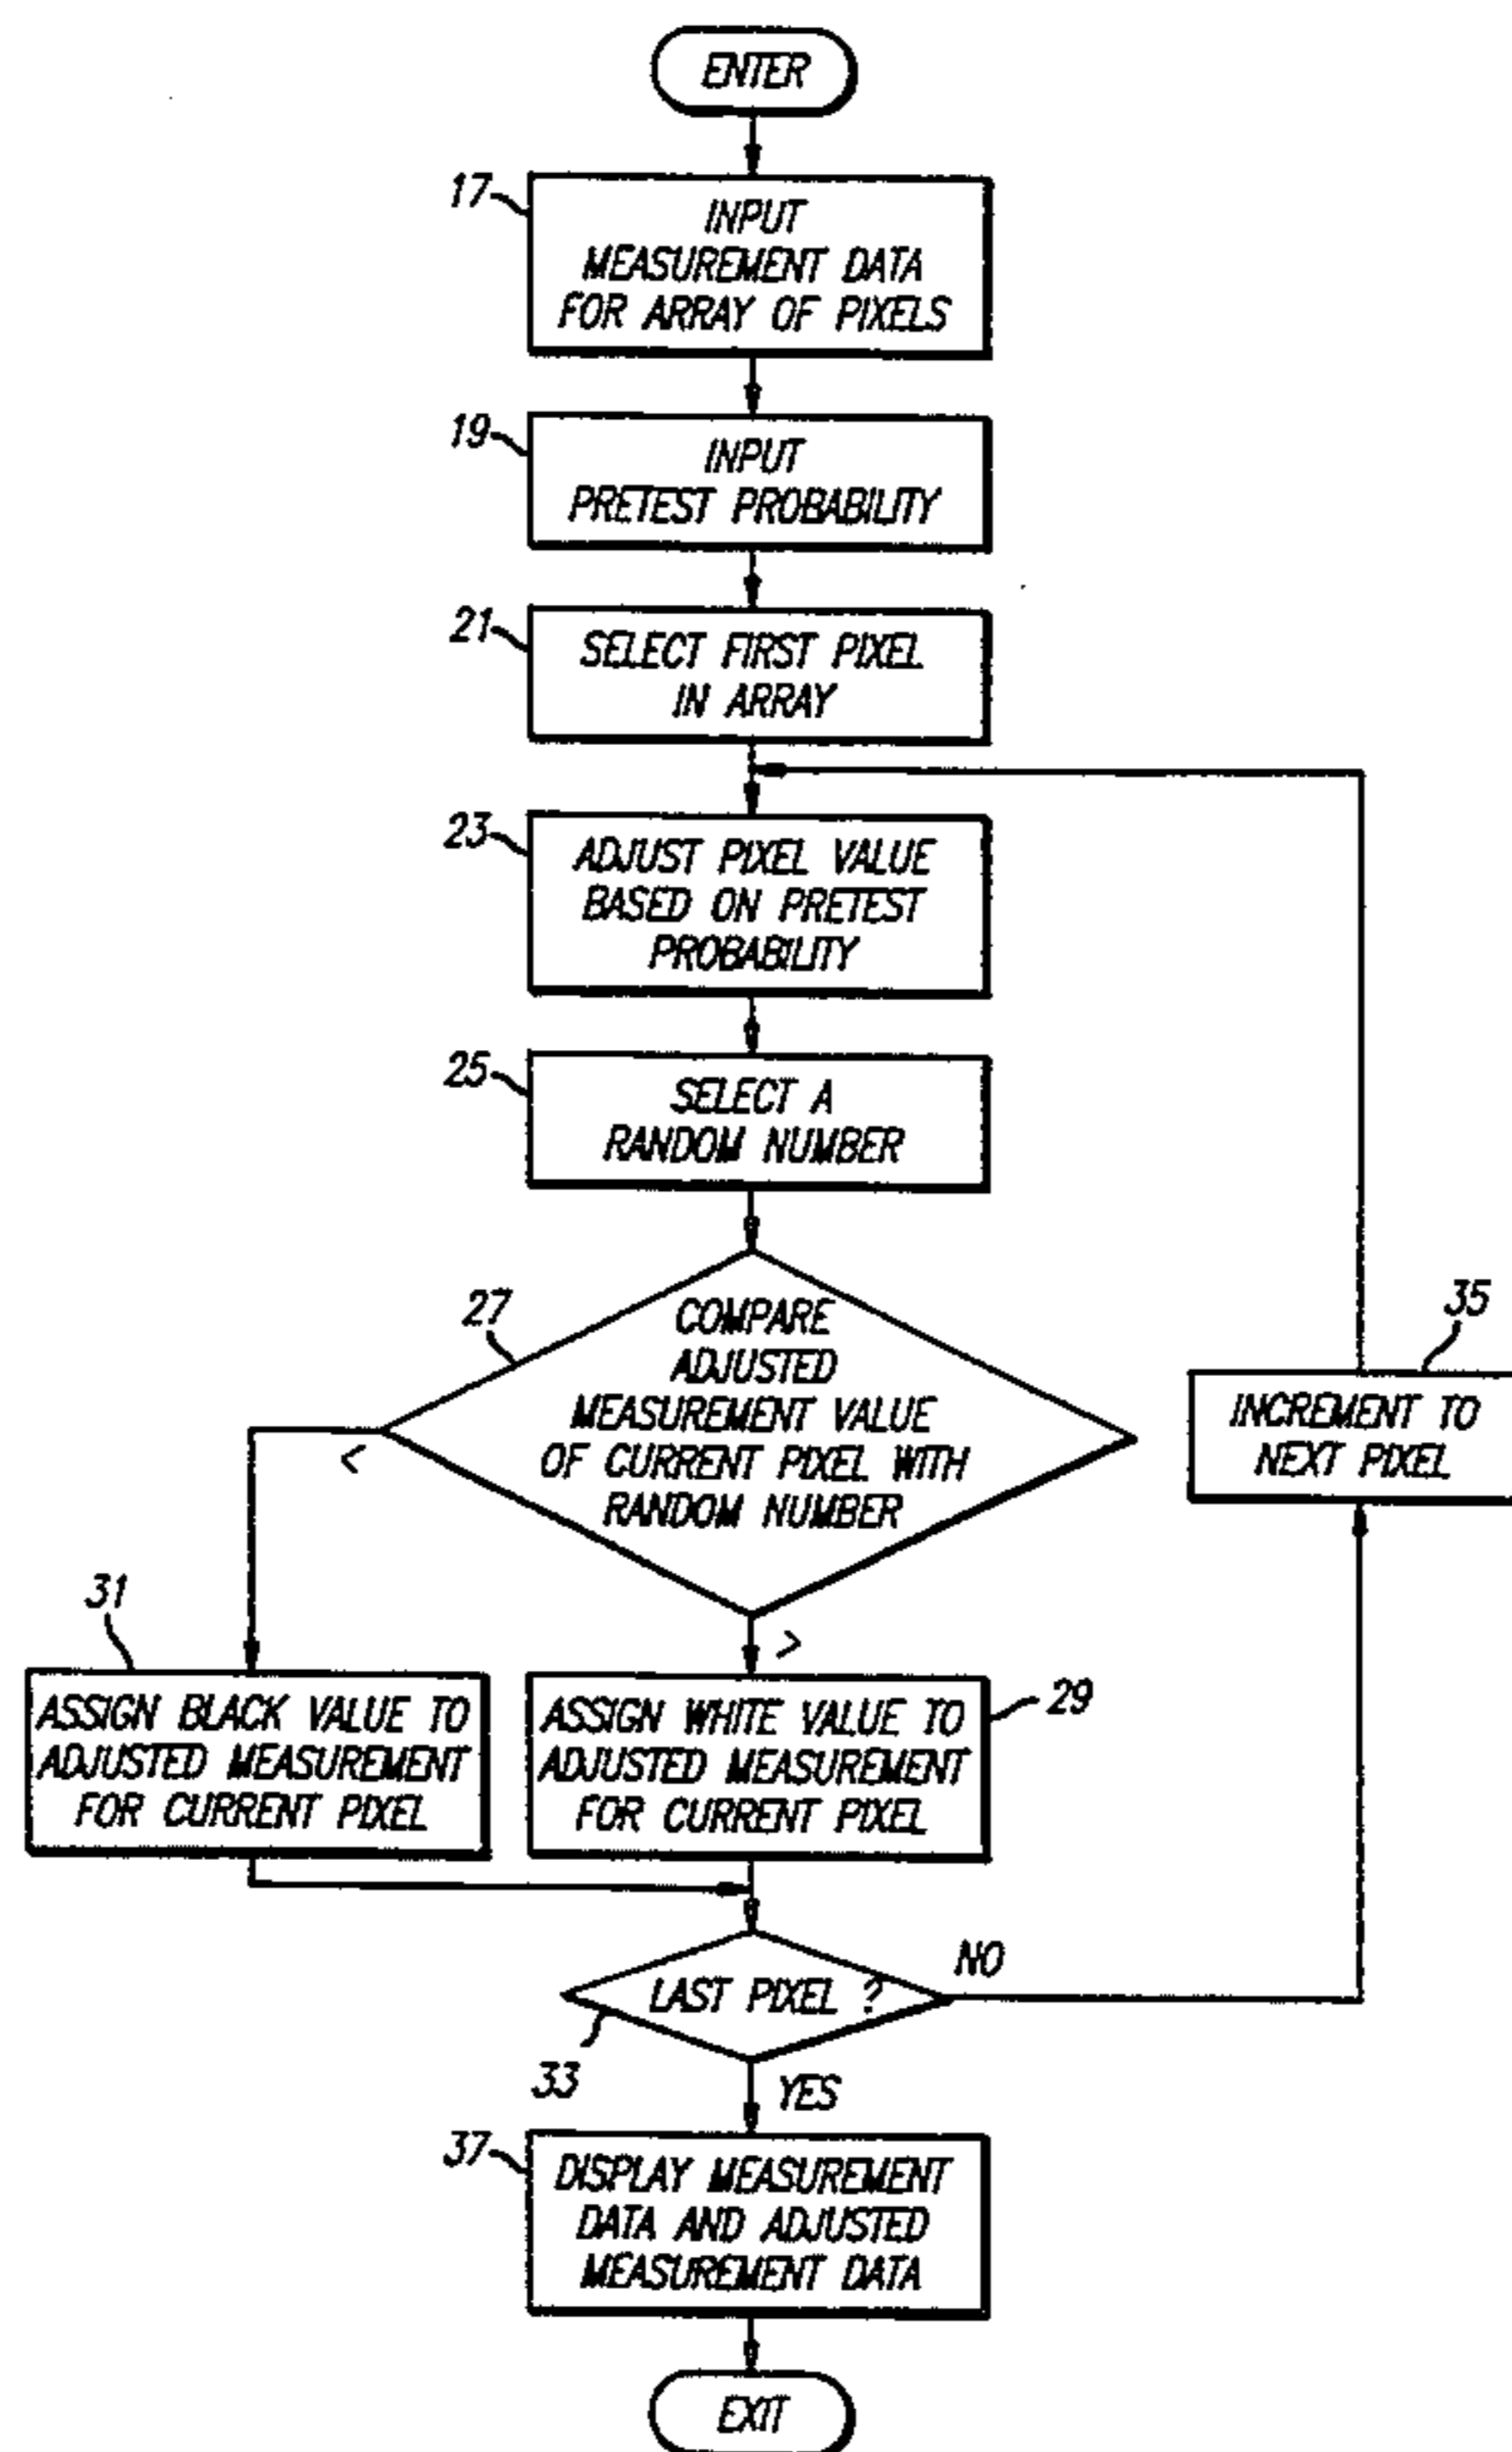 ENTER
17
INPUT
MEASUREMENT DATA
FOR ARRAY OF PIXELS
19
INPUT
PRETEST PROBABILITY
21
SELECT FIRST PIXEL
IN ARRAY
23
ADJUST PIXEL VALUE
BASED ON PRETEST
PROBABILITY
25
SELECT A
RANDOM NUMBER
27
COMPARE
ADJUSTED
MEASUREMENT VALUE
OF CURRENT PIXEL WITH
RANDOM NUMBER
<
>
35
INCREMENT TO
NEXT PIXEL
31
ASSIGN BLACK VALUE TO
ADJUSTED MEASUREMENT
FOR CURRENT PIXEL
29
ASSIGN WHITE VALUE TO
ADJUSTED MEASUREMENT
FOR CURRENT PIXEL
LAST PIXEL ?
NO
33
YES
37
DISPLAY MEASUREMENT
DATA AND ADJUSTED
MEASUREMENT DATA
EXIT